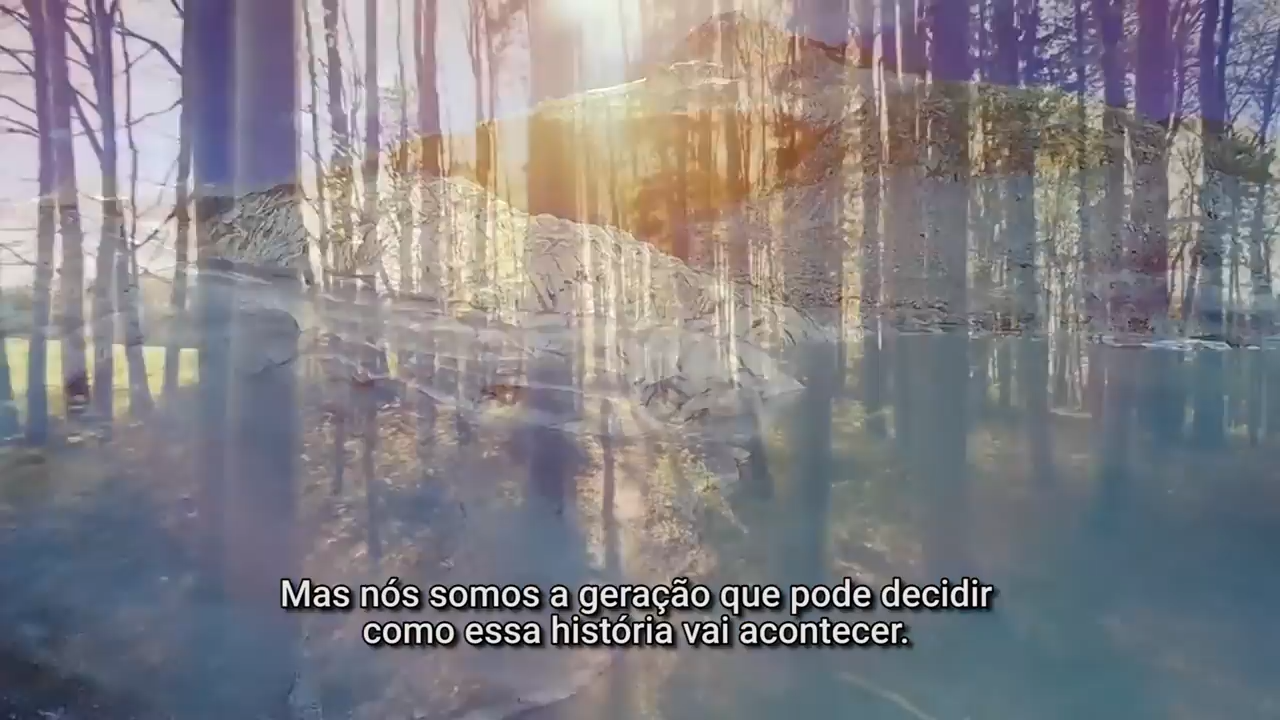 Mas nós somos a geração que pode decidir
como essa história vai acontecer.